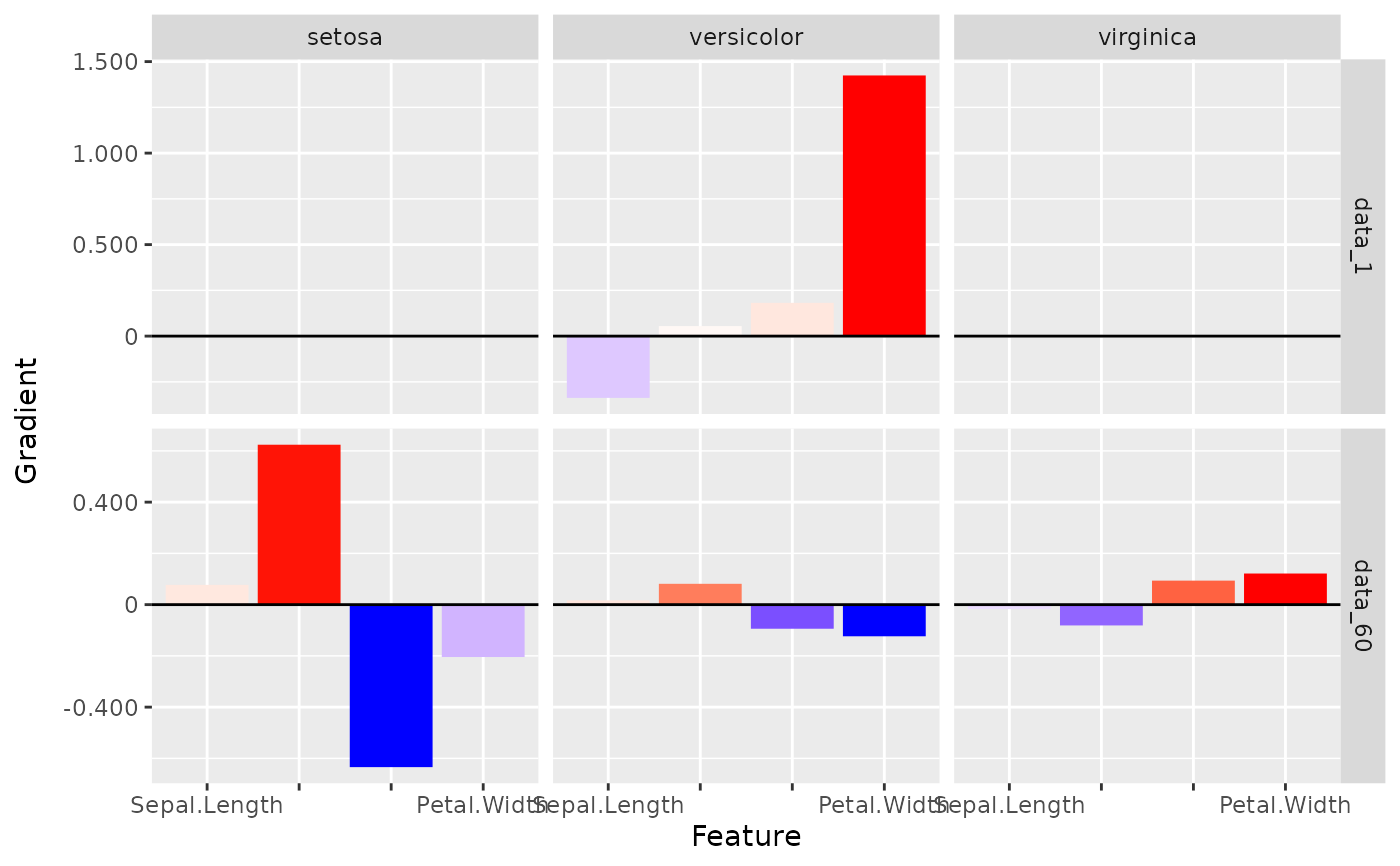 setosa
versicolor
virginica
1.500
1.000
0.500
0
data_1
Gradient
0.400
0
-0.400
data_60
Sepal.Length
Petal.Width
Sepal.Length
Petal.Width
Sepal.Length
Petal.Width
Feature